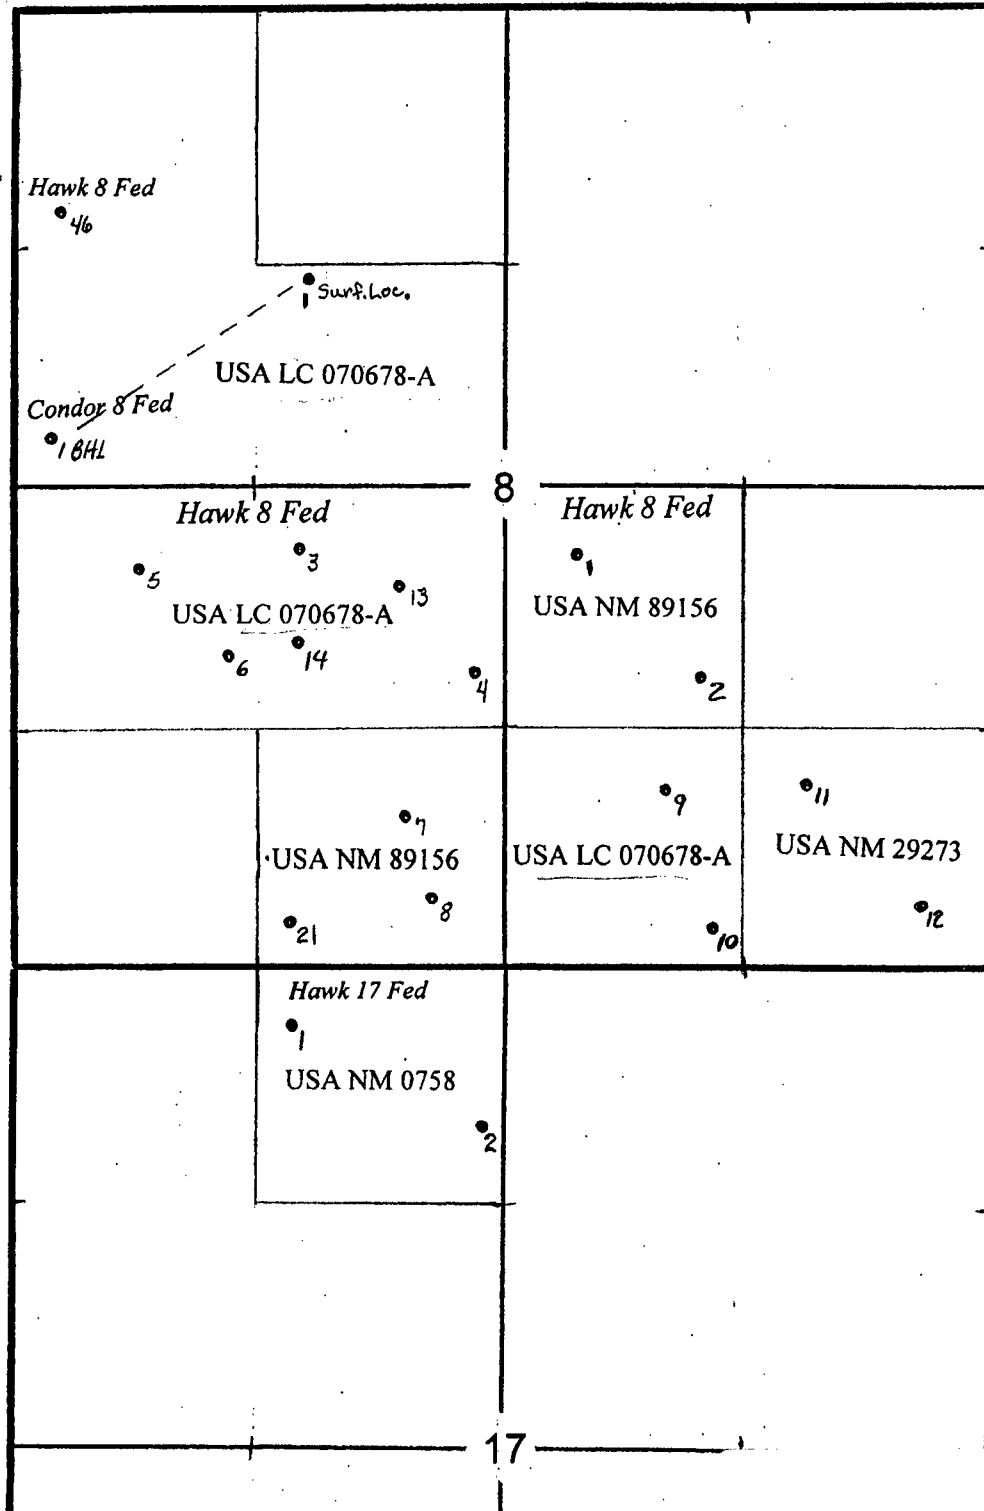 Hawk 8 Fed
46
Surf. Loc.
1
USA LC 070678-A
Condor 8 Fed
1 BHL
8
Hawk 8 Fed
Hawk 8 Fed
3
1
5
13
USA LC 070678-A
USA NM 89156
6
14
4
2
9
11
7
USA NM 89156
USA LC 070678-A
USA NM 29273
8
12
21
10
Hawk 17 Fed
1
USA NM 0758
2
17